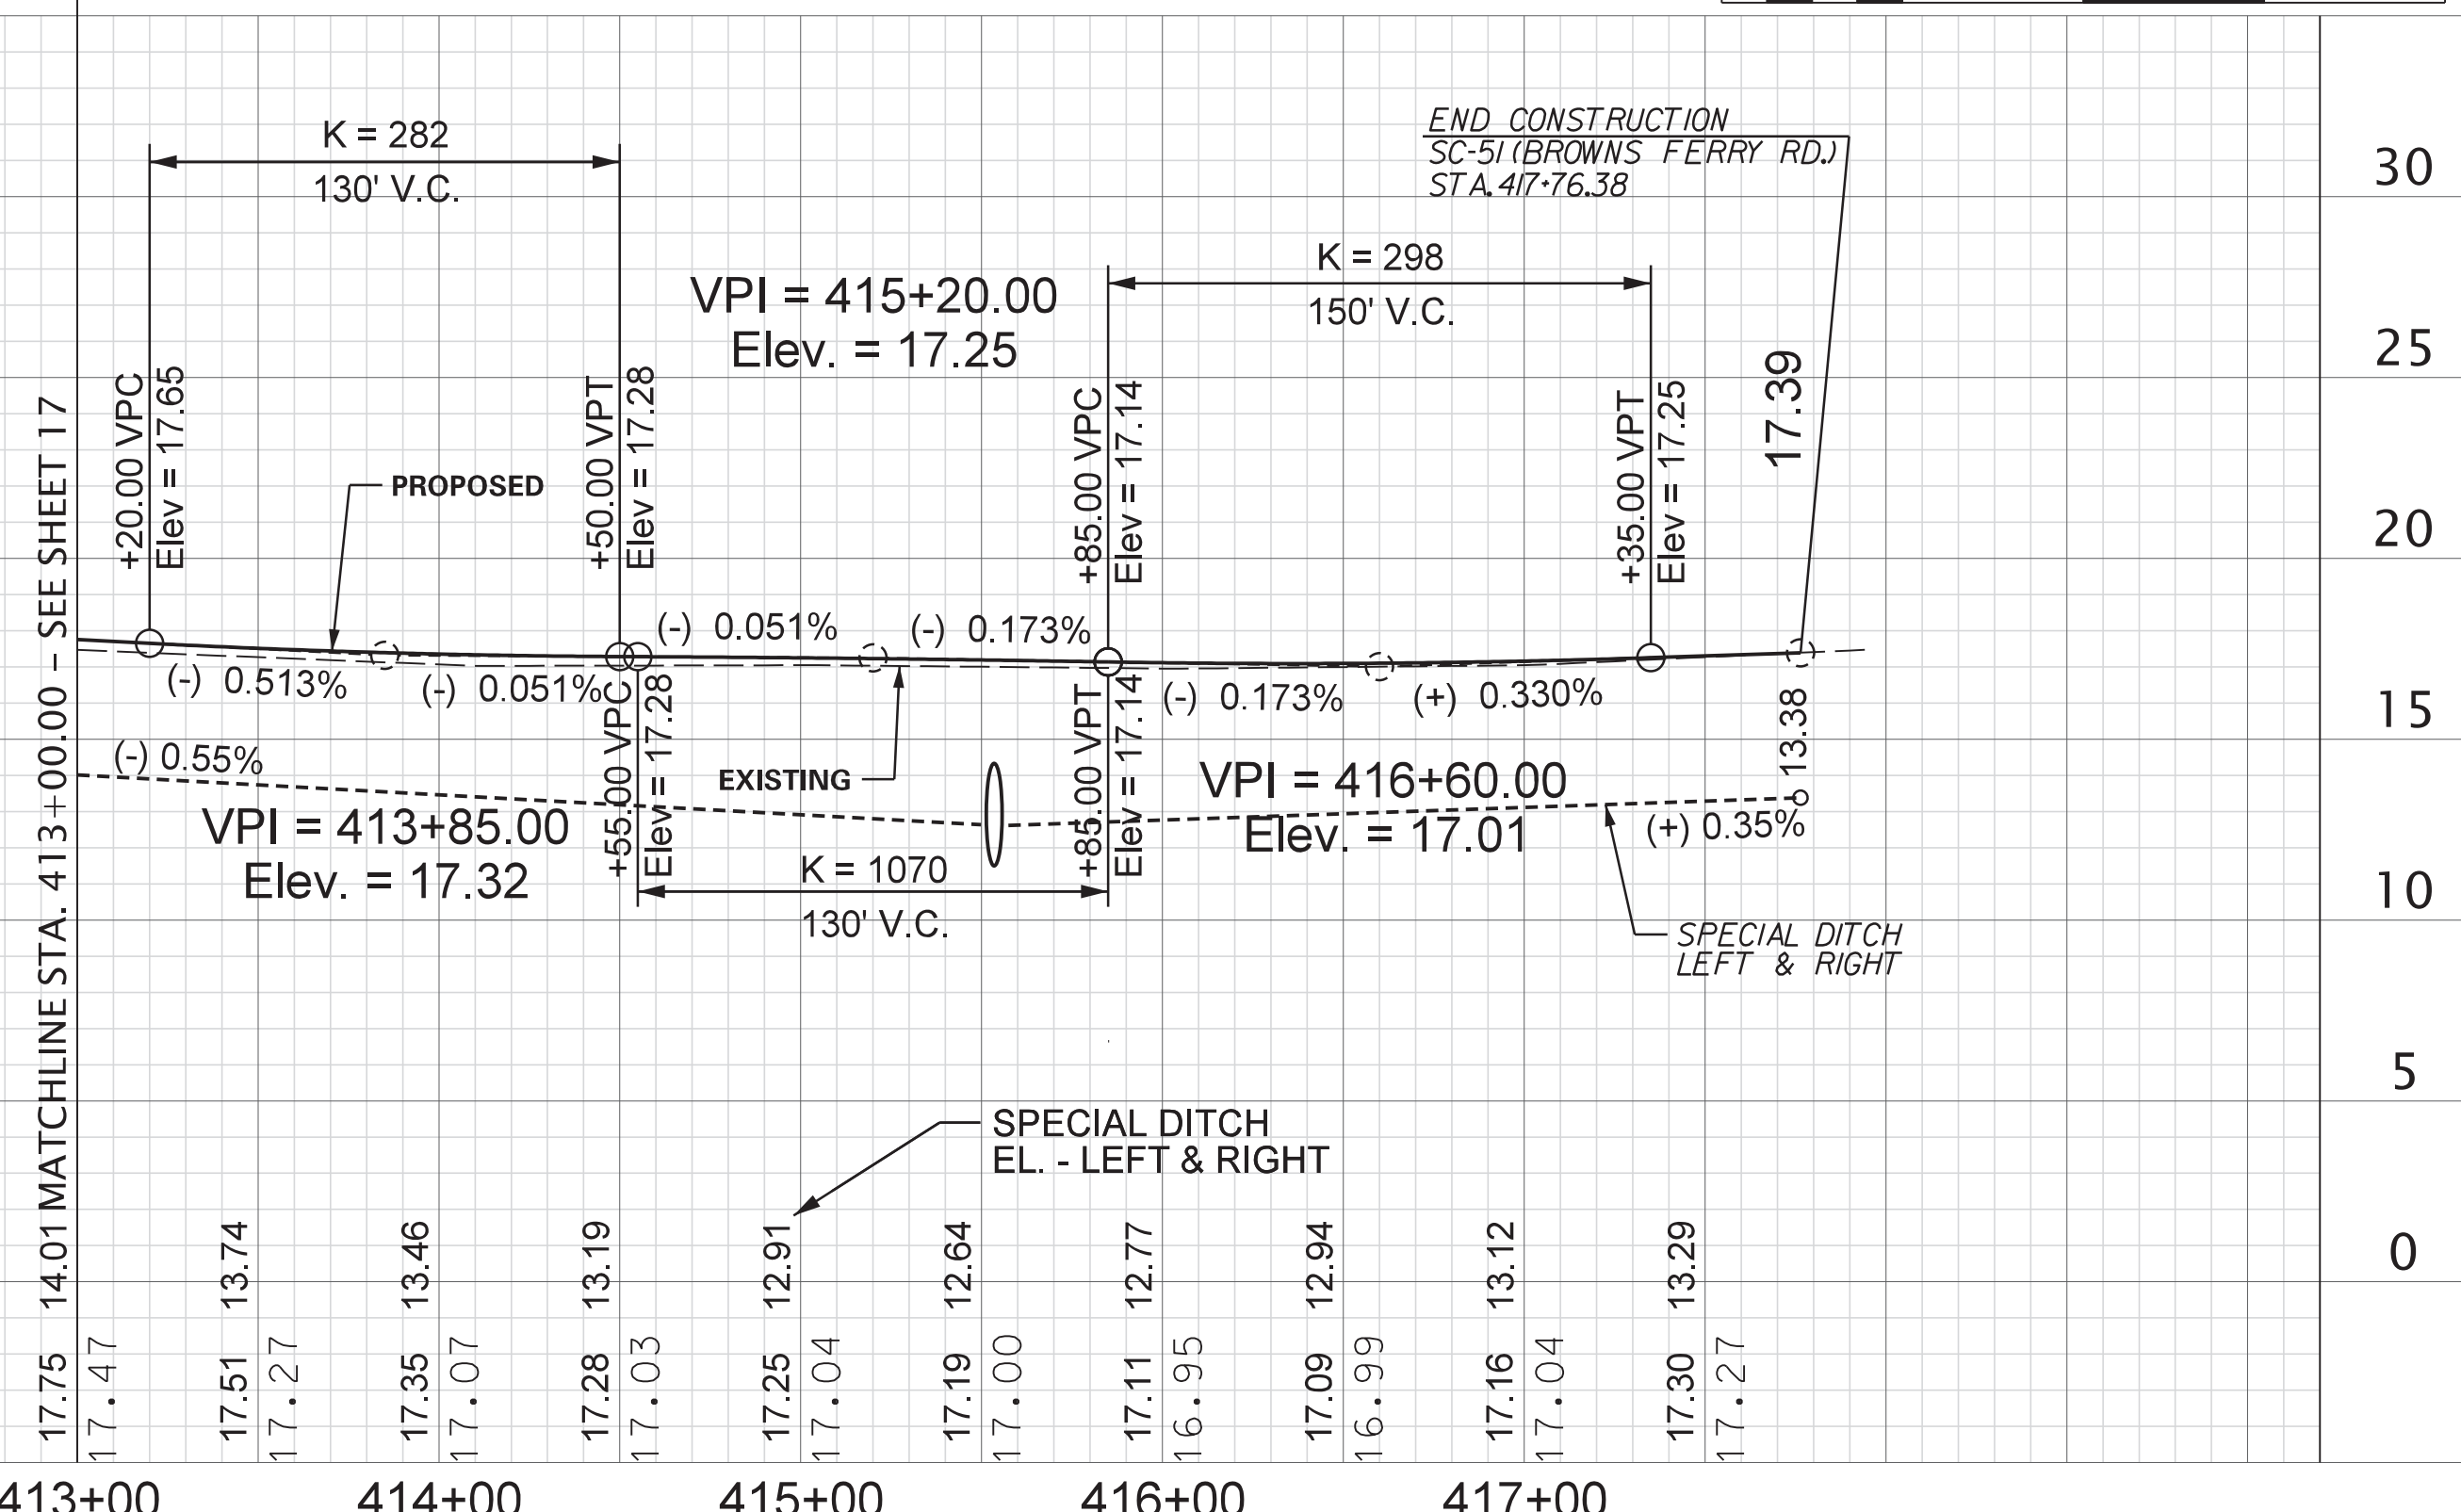 K = 282
130' V.C.
END CONSTRUCTION
SC-51 (BROWNS FERRY RD.)
STA. 417+76.38
30
K = 298
150' V.C.
VPI = 415+20.00
Elev. = 17.25
25
+20.00 VPC
Elev = 17.65
+50.00 VPT
Elev = 17.28
+85.00 VPC
Elev = 17.14
+35.00 VPT
Elev = 17.25
17.39
PROPOSED
20
(-) 0.513%
(-) 0.051%
(-) 0.051%
(-) 0.173%
(-) 0.173%
(+) 0.330%
15
(-) 0.55%
VPI = 413+85.00
Elev. = 17.32
+55.00 VPC
Elev = 17.28
EXISTING
+85.00 VPT
Elev = 17.14
VPI = 416+60.00
Elev. = 17.01
13.38
(+) 0.35%
K = 1070
130' V.C.
10
SPECIAL DITCH
LEFT & RIGHT
5
SPECIAL DITCH
EL. - LEFT & RIGHT
0
MATCHLINE STA. 413+00.00 - SEE SHEET 17
14.01
13.74
13.46
13.19
12.91
12.64
12.77
12.94
13.12
13.29
17.75
17.47
17.51
17.27
17.35
17.07
17.28
17.03
17.25
17.04
17.19
17.00
17.11
16.95
17.09
16.99
17.16
17.04
17.30
17.27
413+00
414+00
415+00
416+00
417+00